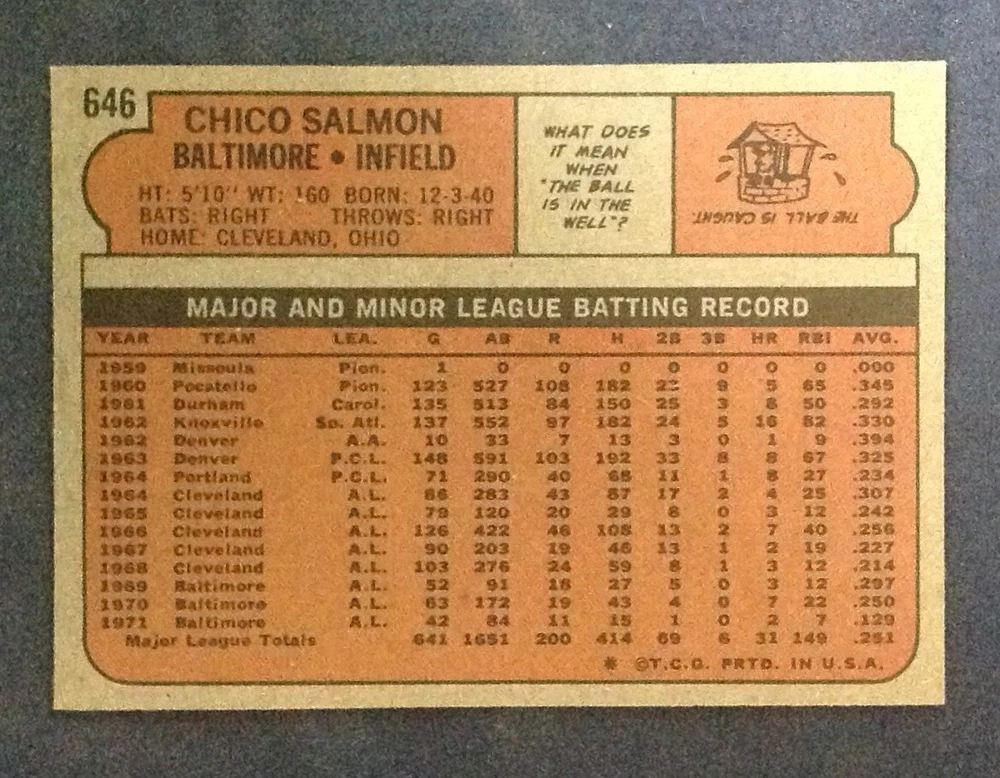 646
CHICO SALMON
BALTIMORE • INFIELD
HT: 5'10" WT: 160 BORN: 12-3-40
BATS: RIGHT THROWS: RIGHT
HOME: CLEVELAND, OHIO
WHAT DOES
IT MEAN
WHEN
"THE BALL
IS IN THE
WELL"?
THE BALL IS CAUGHT.
MAJOR AND MINOR LEAGUE BATTING RECORD
YEAR TEAM LEA. G AB R H 2B 3B HR RBI AVG.
1959 Missoula Pion. 1 0 0 0 0 0 0 0 .000
1960 Pocatello Pion. 123 527 108 182 9 5 65 .345
1961 Durham Carol. 135 513 84 150 25 3 8 50 .292
1962 Knoxville So. Atl. 137 552 97 182 24 5 16 82 .330
1962 Denver A.A. 10 33 7 13 3 0 1 9 .394
1963 Denver P.C.L. 148 591 103 192 33 8 8 67 .325
1964 Portland P.C.L. 71 290 40 68 11 1 8 27 .234
1964 Cleveland A.L. 86 283 43 87 17 2 4 25 .307
1965 Cleveland A.L. 79 120 20 29 8 0 3 12 .242
1966 Cleveland A.L. 126 422 46 108 13 2 7 40 .256
1967 Cleveland A.L. 90 203 19 46 13 1 2 19 .227
1968 Cleveland A.L. 103 276 24 59 8 1 3 12 .214
1969 Baltimore A.L. 52 91 18 27 5 0 3 12 .297
1970 Baltimore A.L. 63 172 19 43 4 0 7 22 .250
1971 Baltimore A.L. 42 84 11 15 1 0 2 7 .129
Major League Totals 641 1651 200 414 69 6 31 149 .251
* ©T.C.G. PRTD. IN U.S.A.